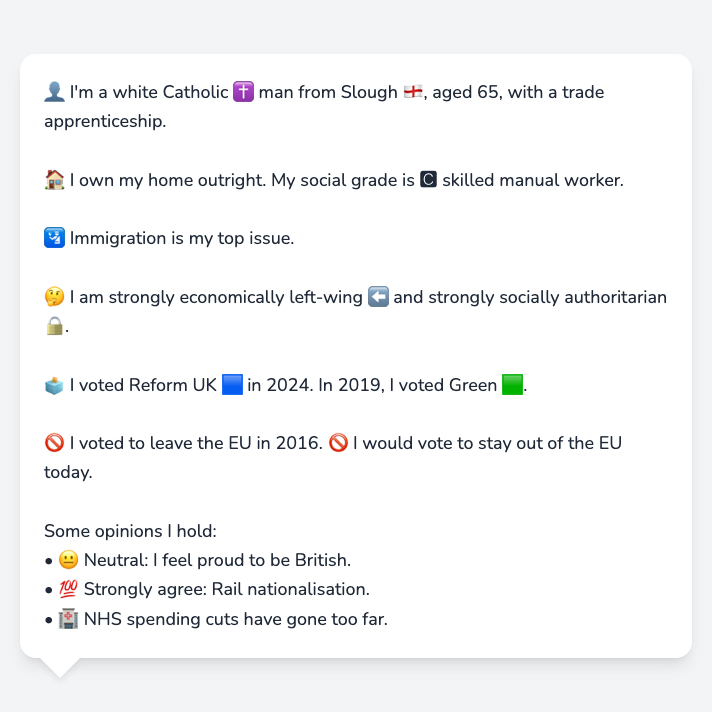 👤 I'm a white Catholic ✝️ man from Slough 🏴󠁧󠁢󠁥󠁮󠁧󠁿, aged 65, with a trade
apprenticeship.
🏠 I own my home outright. My social grade is 🅲 skilled manual worker.
🛂 Immigration is my top issue.
🤔 I am strongly economically left-wing ⬅️ and strongly socially authoritarian
🔒.
🗳️ I voted Reform UK 🟦 in 2024. In 2019, I voted Green 🟩.
🚫 I voted to leave the EU in 2016. 🚫 I would vote to stay out of the EU
today.
Some opinions I hold:
• 😐 Neutral: I feel proud to be British.
• 💯 Strongly agree: Rail nationalisation.
• 🏥 NHS spending cuts have gone too far.